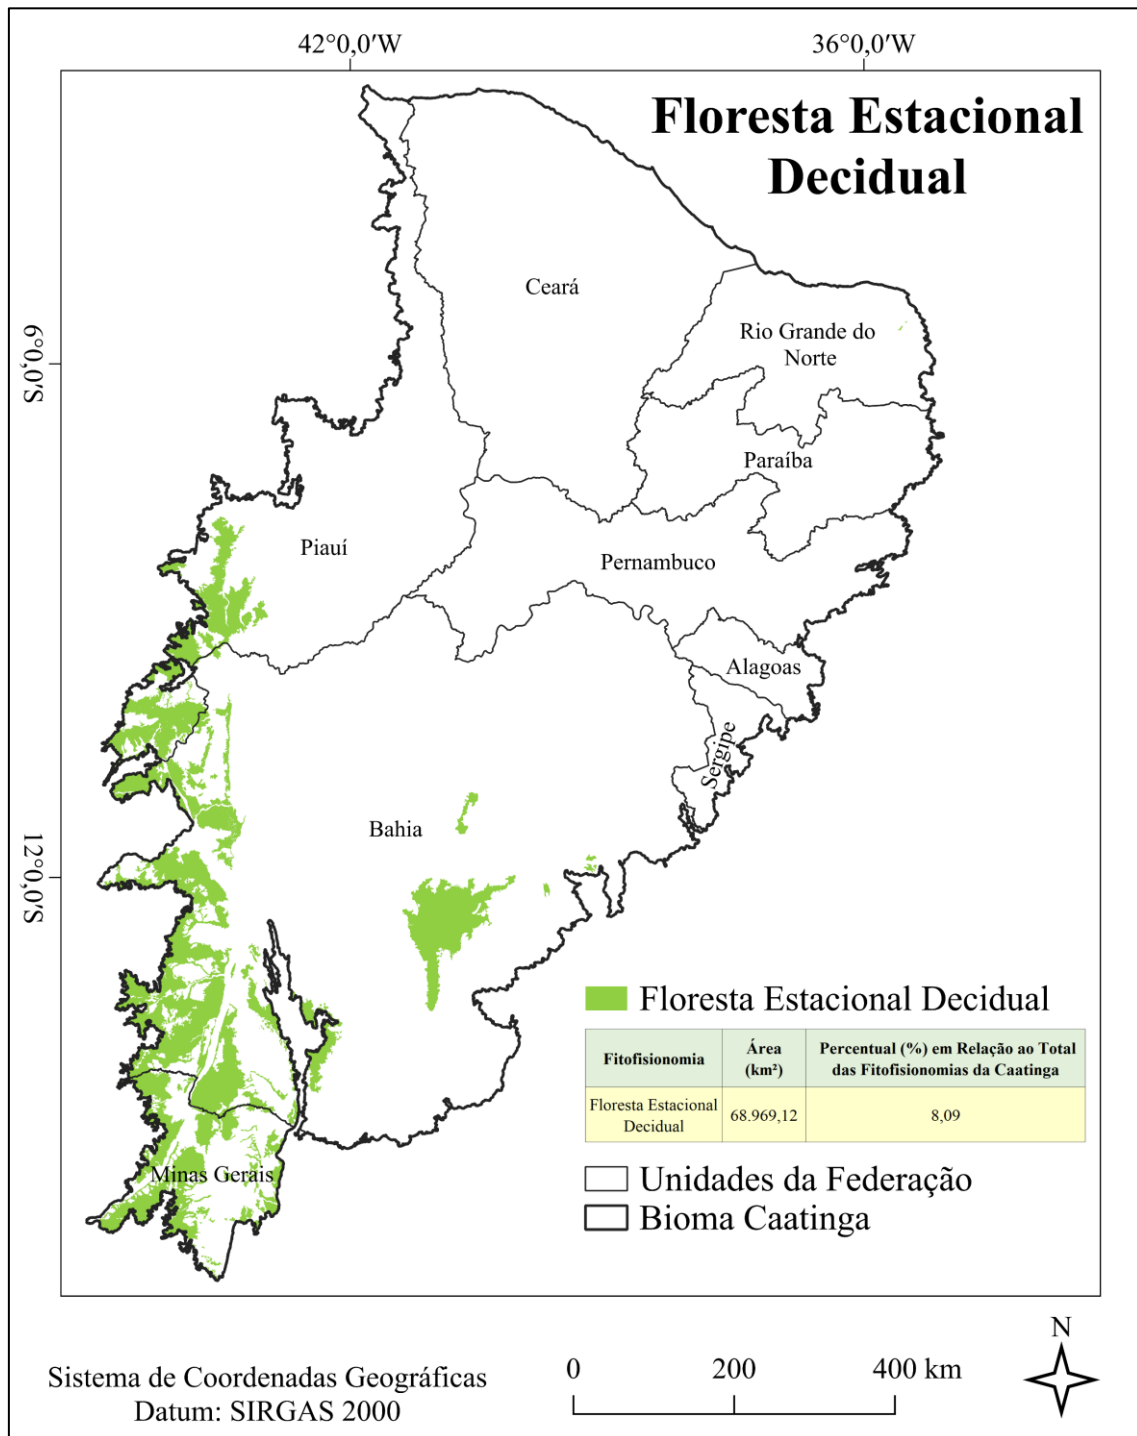 42°0,0'W
36°0,0'W
Floresta Estacional
Decidual
Ceará
Rio Grande do
Norte
6°0,0'S
Paraíba
Piauí
Pernambuco
Alagoas
Sergipe
Bahia
12°0,0'S
Minas Gerais
Floresta Estacional Decidual
Fitofisionomia
Área
(km²)
Percentual (%) em Relação ao Total
das Fitofisionomias da Caatinga
Floresta Estacional
Decidual
68.969,12
8,09
Unidades da Federação
Bioma Caatinga
Sistema de Coordenadas Geográficas
Datum: SIRGAS 2000
0 200 400 km
N